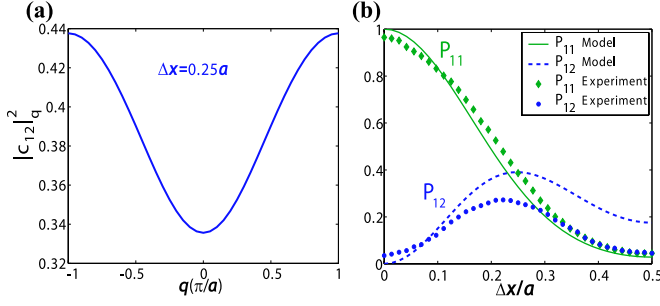 (a)
0.44
0.42
0.4
0.38
0.36
0.34
0.32
|c₁₂|²q
Δx=0.25a
-1 -0.5 0 0.5 1
q(π/a)
(b)
1
0.8
0.6
0.4
0.2
0
P₁₁
P₁₂
P₁₁ Model
P₁₂ Model
P₁₁ Experiment
P₁₂ Experiment
0 0.1 0.2 0.3 0.4 0.5
Δx/a